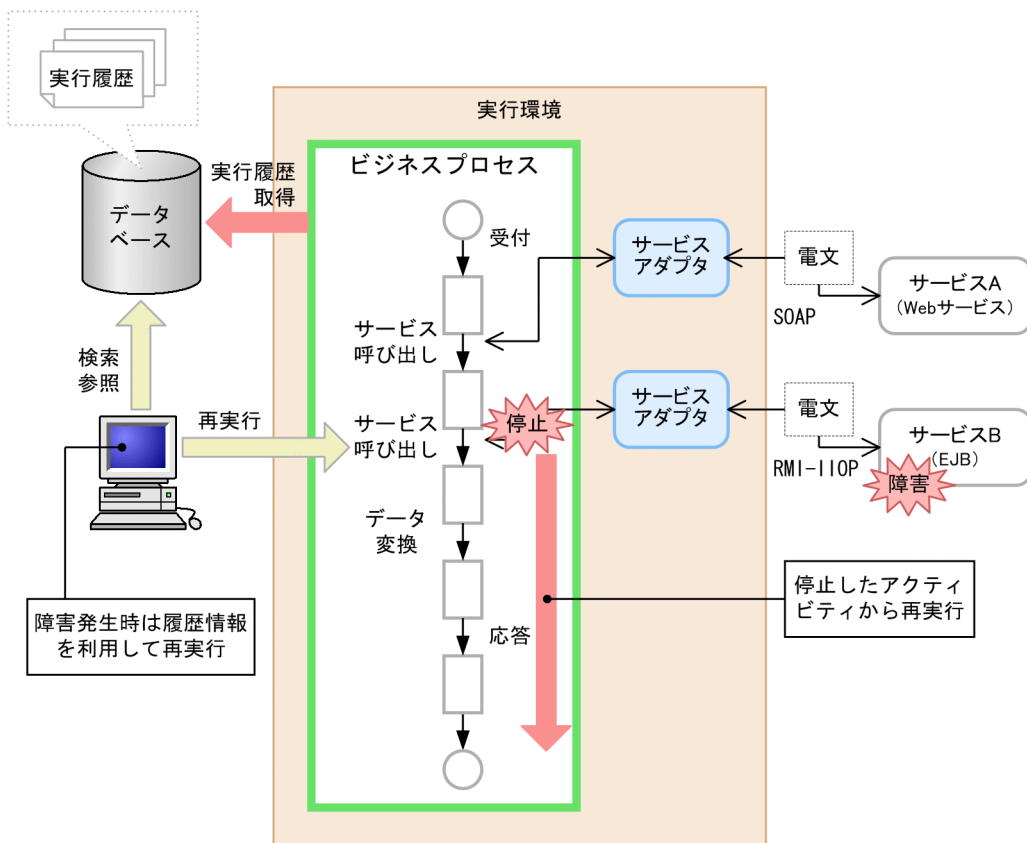 実行履歴
実行環境
ビジネスプロセス
実行履歴
取得
データ
ベース
受付
サービス
アダプタ
電文
サービスA
(Webサービス)
SOAP
サービス
呼び出し
検索
参照
サービス
アダプタ
電文
再実行
サービス
呼び出し
停止
サービスB
(EJB)
RMI-IIOP
障害
データ
変換
停止したアクティ
ビティから再実行
障害発生時は履歴情報
を利用して再実行
応答